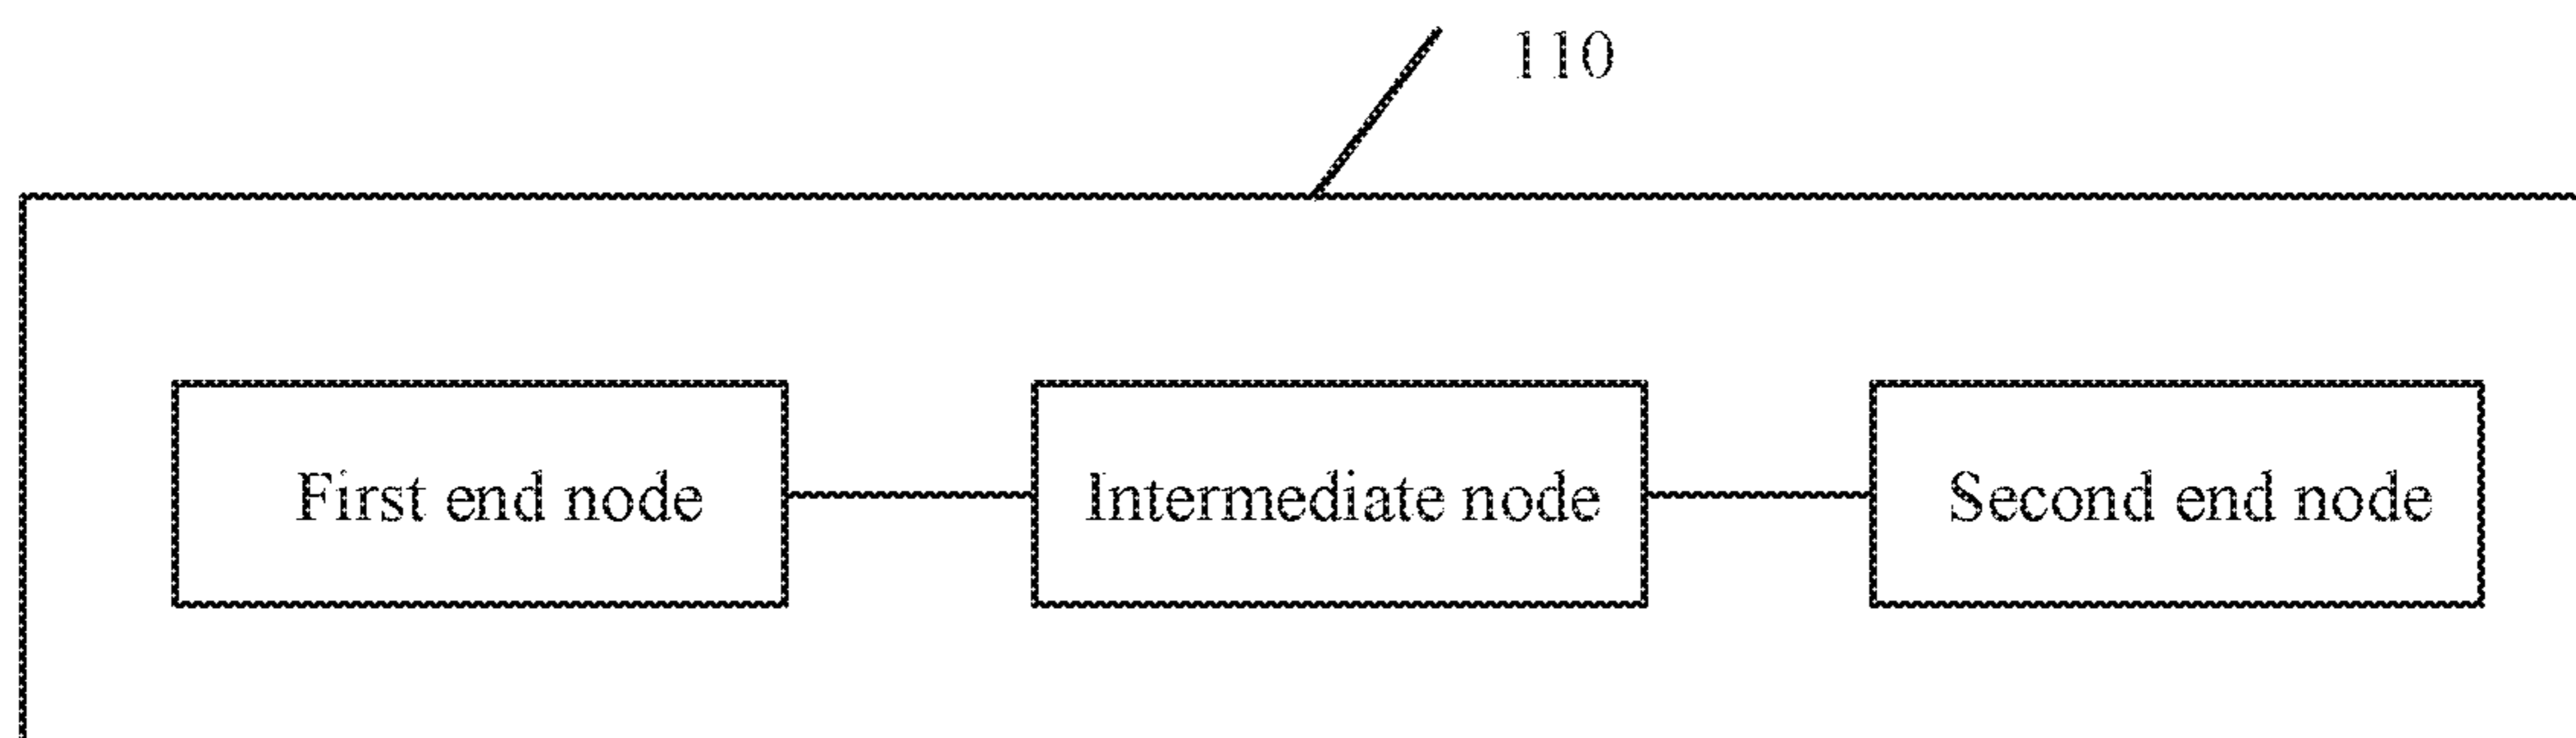 110
First end node
Intermediate node
Second end node